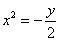 x² = -y/2